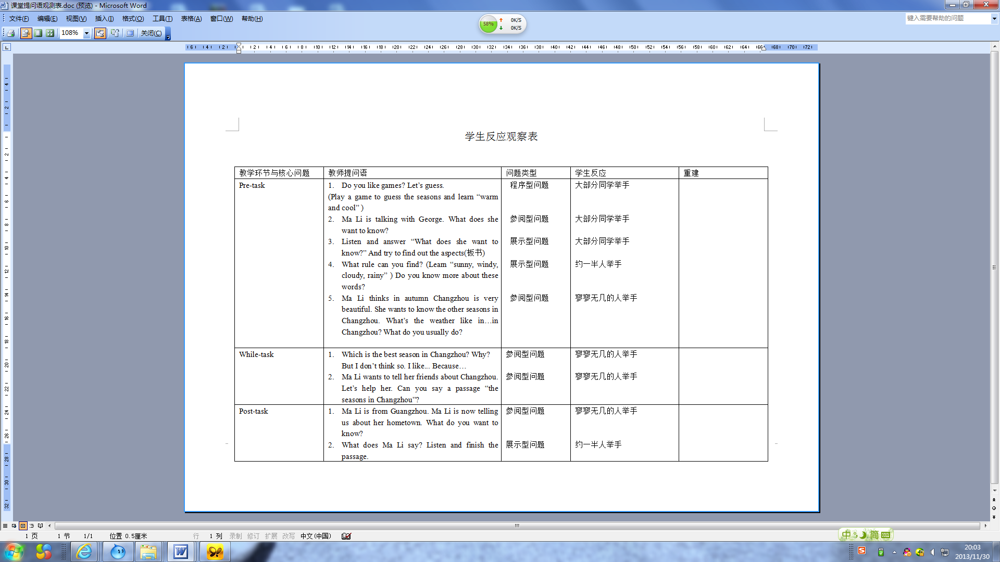 课堂提问语观测表.doc (预览) - Microsoft Word
文件(F) 编辑(E) 视图(V) 插入(I) 格式(O) 工具(T) 表格(A) 窗口(W) 帮助(H)
键入需要帮助的问题
58% 0K/S
0K/S
108% 关闭(C)
学生反应观察表
教学环节与核心问题 教师提问语 问题类型 学生反应 重建
Pre-task 1. Do you like games? Let’s guess. 程序型问题 大部分同学举手
(Play a game to guess the seasons and learn “warm
and cool” )
2. Ma Li is talking with George. What does she 参阅型问题 大部分同学举手
want to know?
3. Listen and answer “What does she want to 展示型问题 大部分同学举手
know?” And try to find out the aspects(板书)
4. What rule can you find? (Learn “sunny, windy, 展示型问题 约一半人举手
cloudy, rainy” ) Do you know more about these
words?
5. Ma Li thinks in autumn Changzhou is very 参阅型问题 寥寥无几的人举手
beautiful. She wants to know the other seasons in
Changzhou. What’s the weather like in…in
Changzhou? What do you usually do?
While-task 1. Which is the best season in Changzhou? Why? 参阅型问题 寥寥无几的人举手
But I don’t think so. I like... Because…
2. Ma Li wants to tell her friends about Changzhou. 参阅型问题 寥寥无几的人举手
Let’s help her. Can you say a passage “the
seasons in Changzhou”?
Post-task 1. Ma Li is from Guangzhou. Ma Li is now telling 参阅型问题 寥寥无几的人举手
us about her hometown. What do you want to
know?
2. What does Ma Li say? Listen and finish the 展示型问题 约一半人举手
passage.
1 页 1 节 1/1 位置 0.5厘米 行 1 列 录制 修订 扩展 改写 中文(中国)
中 简
20:03
2013/11/30